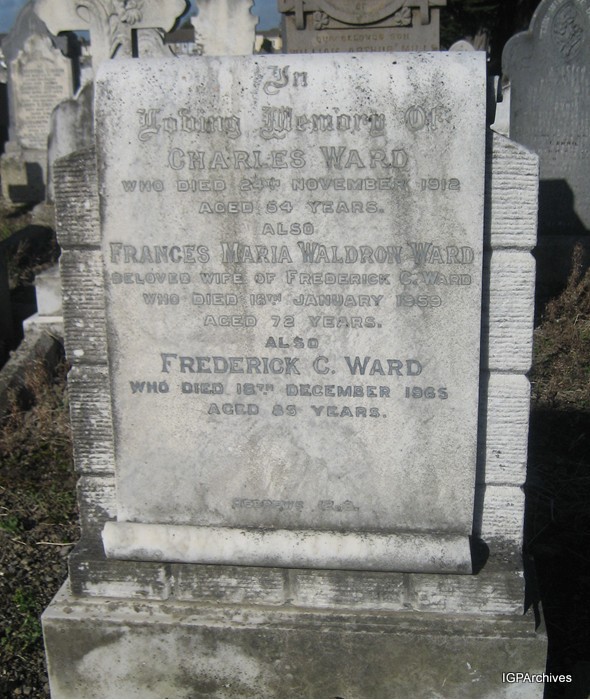 In
Loving Memory Of
CHARLES WARD
WHO DIED 24TH NOVEMBER 1912
AGED 54 YEARS.
ALSO
FRANCES MARIA WALDRON WARD
BELOVED WIFE OF FREDERICK C. WARD
WHO DIED 18TH JANUARY 1959
AGED 72 YEARS.
ALSO
FREDERICK C. WARD
WHO DIED 18TH DECEMBER 1965
AGED 85 YEARS.
IGPArchives